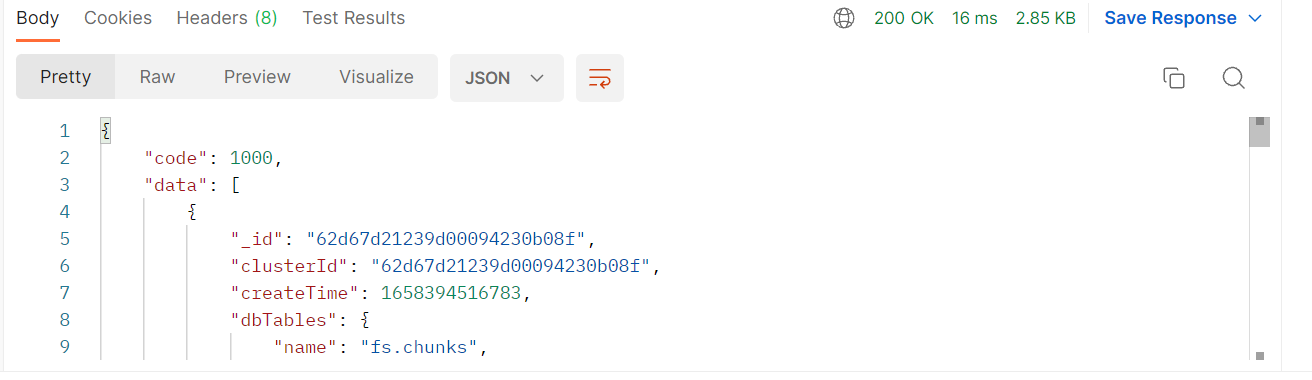 Body Cookies Headers (8) Test Results 200 OK 16 ms 2.85 KB Save Response
Pretty Raw Preview Visualize JSON
1 {
2 "code": 1000,
3 "data": [
4 {
5 "_id": "62d67d21239d00094230b08f",
6 "clusterId": "62d67d21239d00094230b08f",
7 "createTime": 1658394516783,
8 "dbTables": {
9 "name": "fs.chunks",